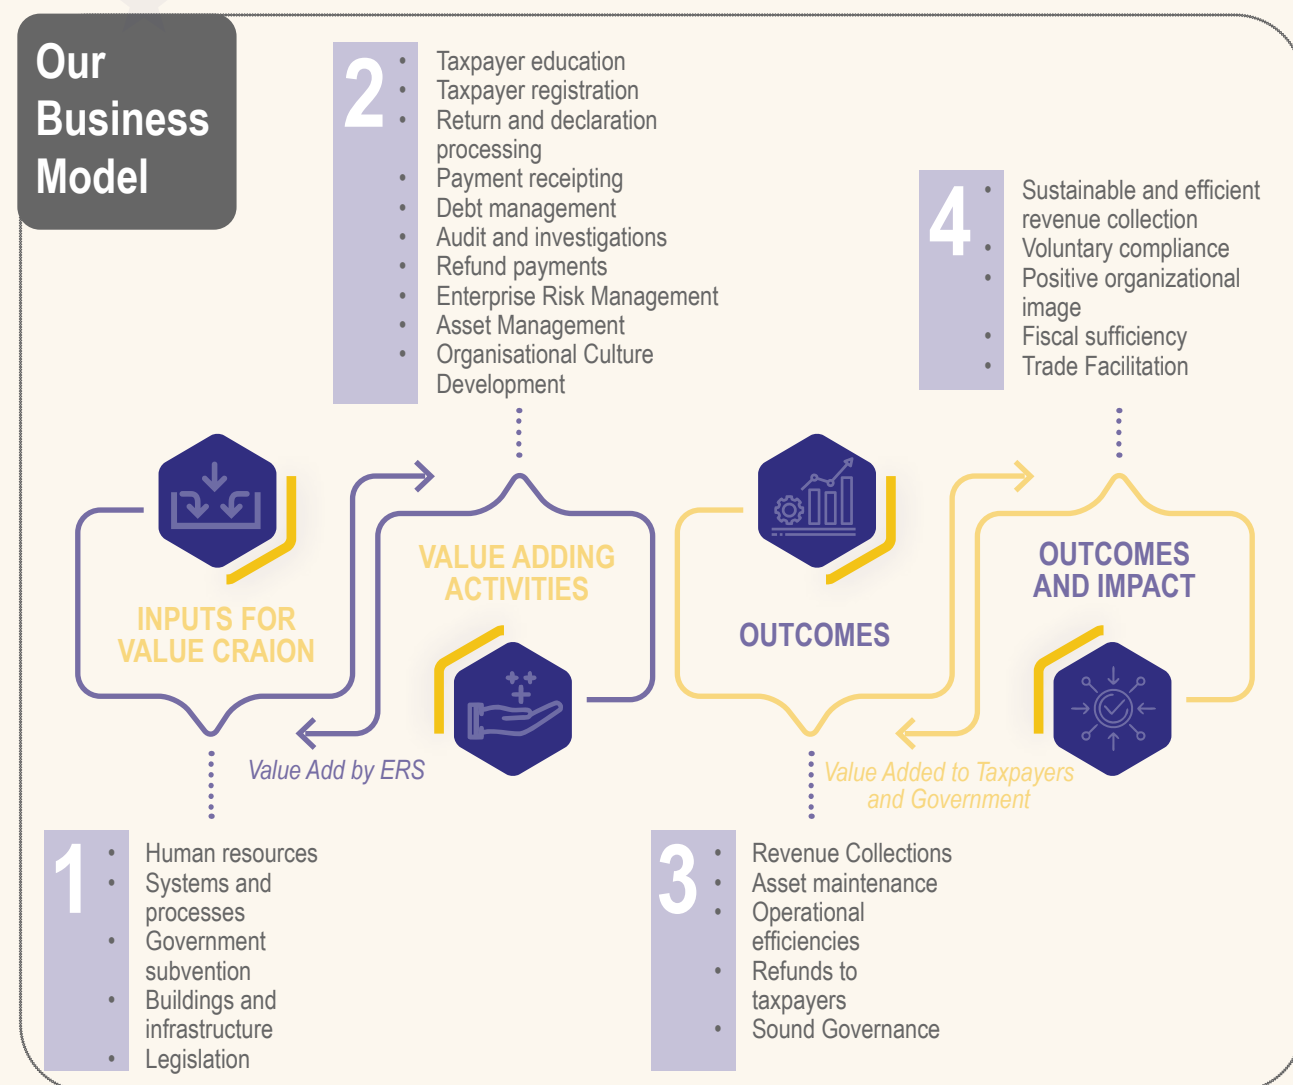 Our
Business
Model
2
• Taxpayer education
• Taxpayer registration
• Return and declaration
processing
• Payment receipting
• Debt management
• Audit and investigations
• Refund payments
• Enterprise Risk Management
• Asset Management
• Organisational Culture
Development
4
• Sustainable and efficient
revenue collection
• Voluntary compliance
• Positive organizational
image
• Fiscal sufficiency
• Trade Facilitation
INPUTS FOR
VALUE CRAION
VALUE ADDING
ACTIVITIES
OUTCOMES
OUTCOMES
AND IMPACT
Value Add by ERS
Value Added to Taxpayers
and Government
1
• Human resources
• Systems and
processes
• Government
subvention
• Buildings and
infrastructure
• Legislation
3
• Revenue Collections
• Asset maintenance
• Operational
efficiencies
• Refunds to
taxpayers
• Sound Governance